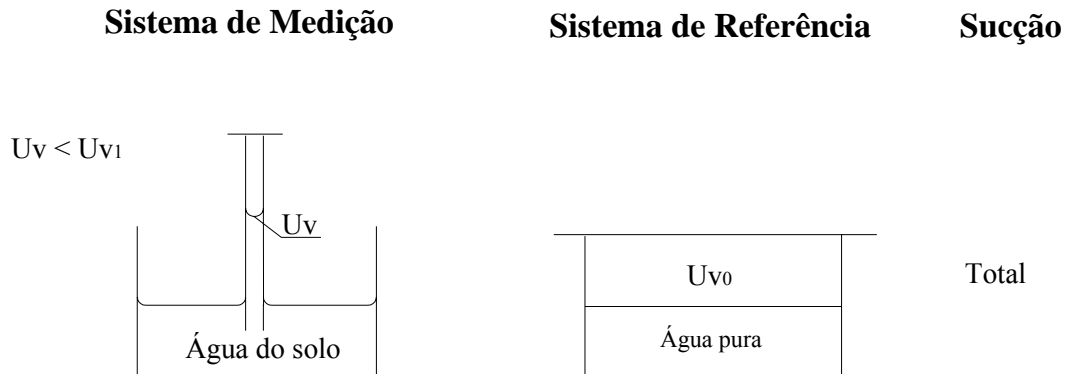 Sistema de Medição
Sistema de Referência
Sucção
Uv < Uv₁
Uv
Água do solo
Uv₀
Água pura
Total